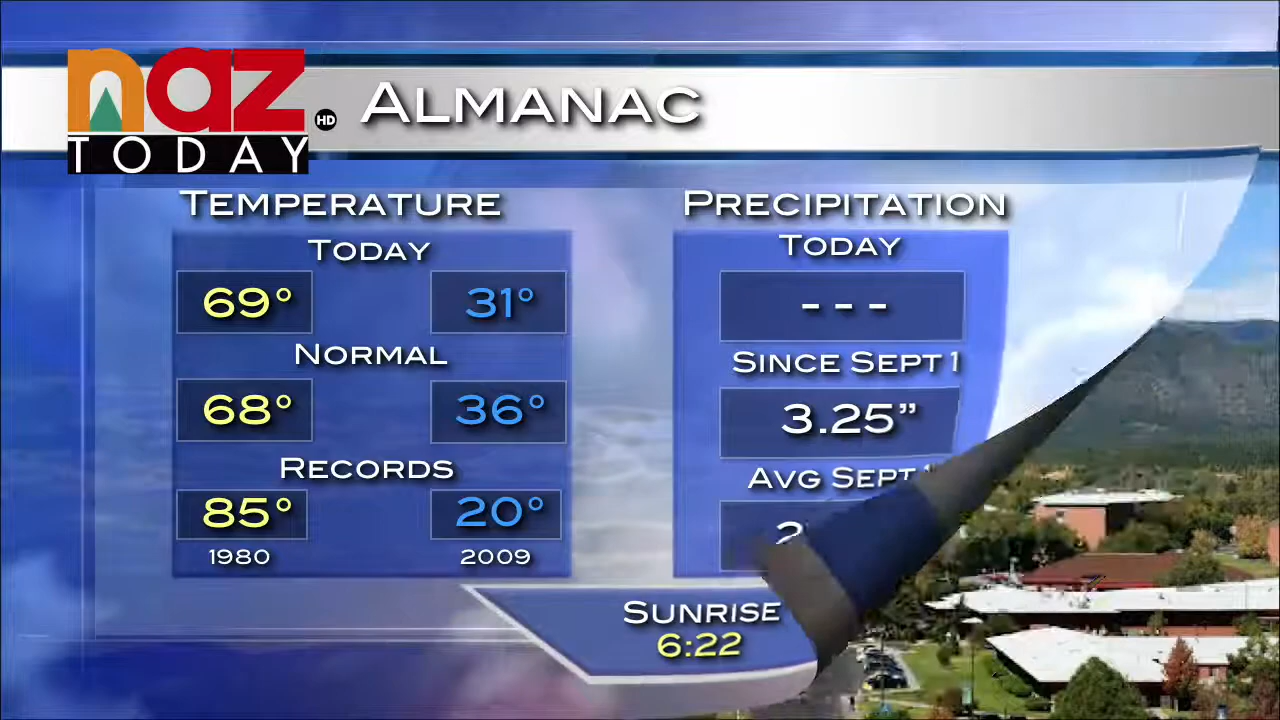 naz
TODAY
HD
ALMANAC
TEMPERATURE
TODAY
69° 31°
NORMAL
68° 36°
RECORDS
85° 20°
1980 2009
PRECIPITATION
TODAY
- - -
SINCE SEPT 1
3.25”
AVG SEPT
SUNRISE
6:22